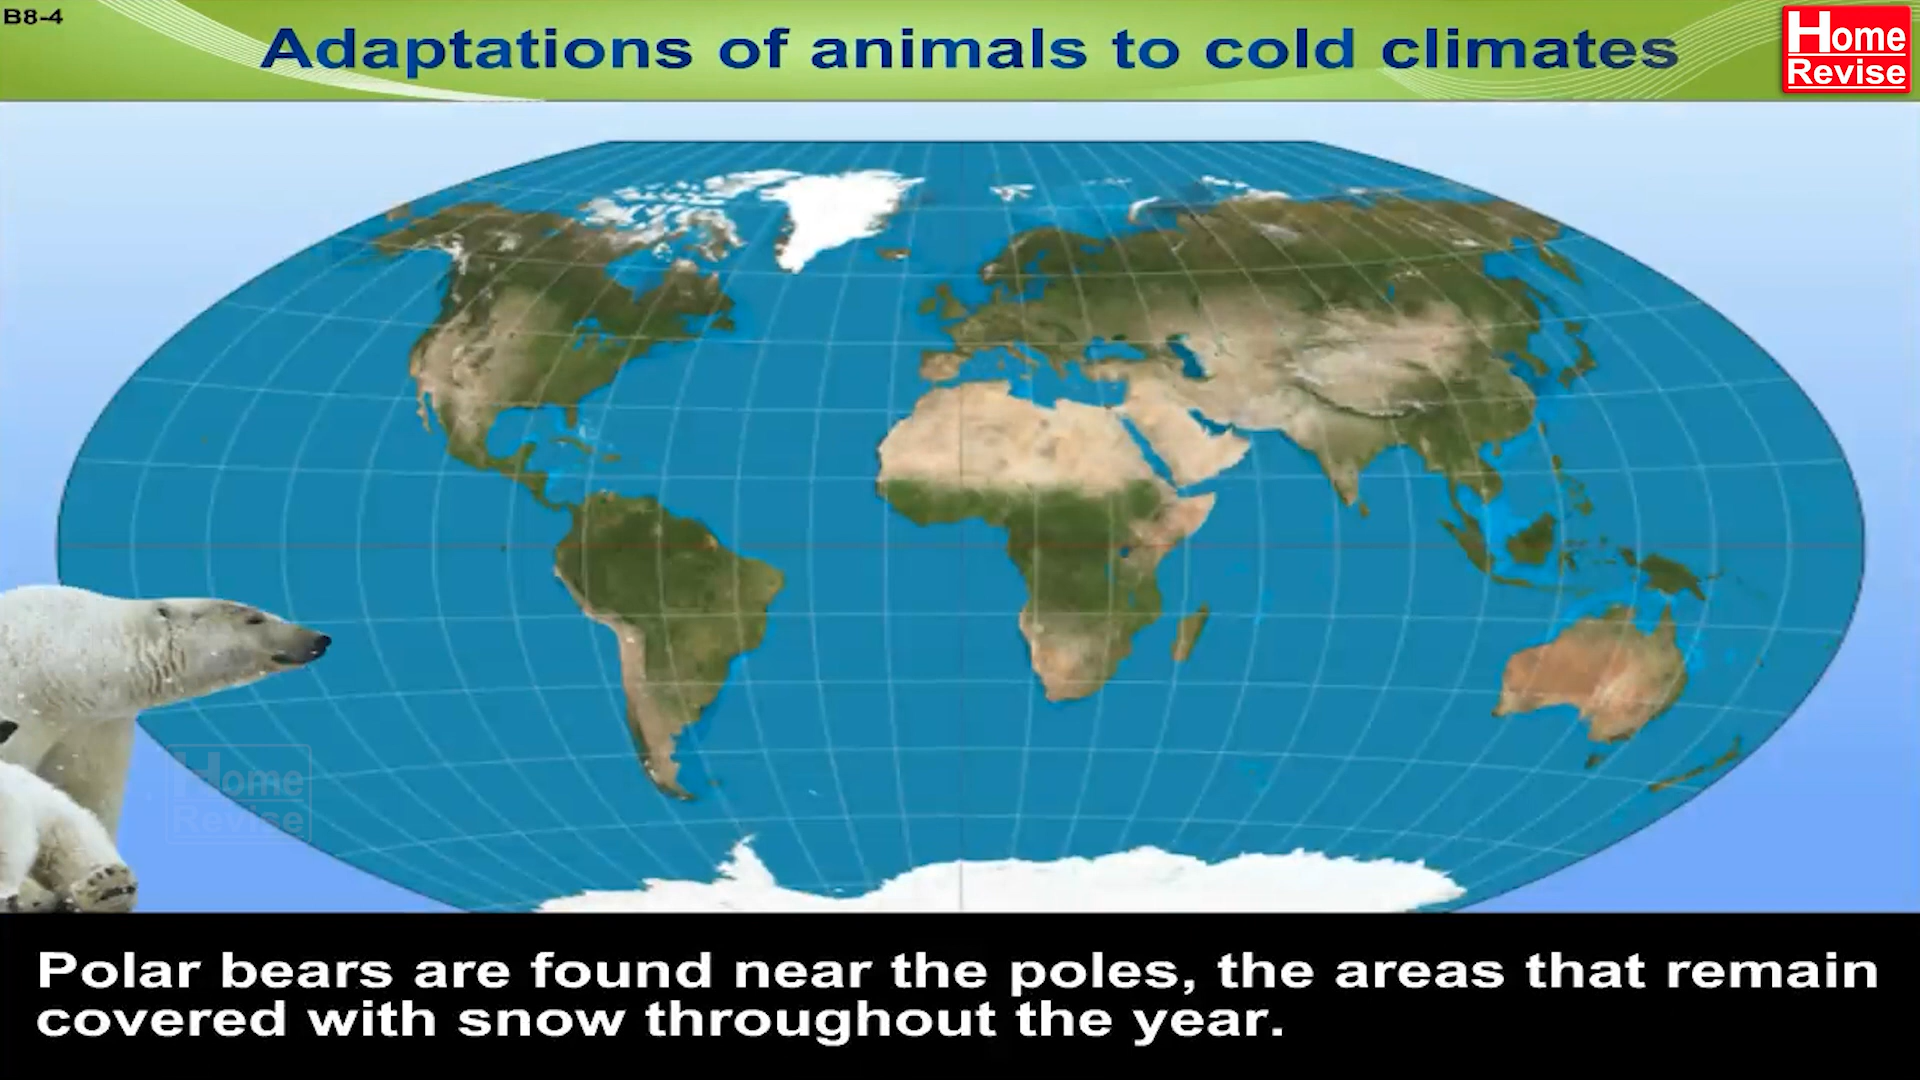 B8-4
Adaptations of animals to cold climates
Home
Revise
Home
Revise
Polar bears are found near the poles, the areas that remain
covered with snow throughout the year.